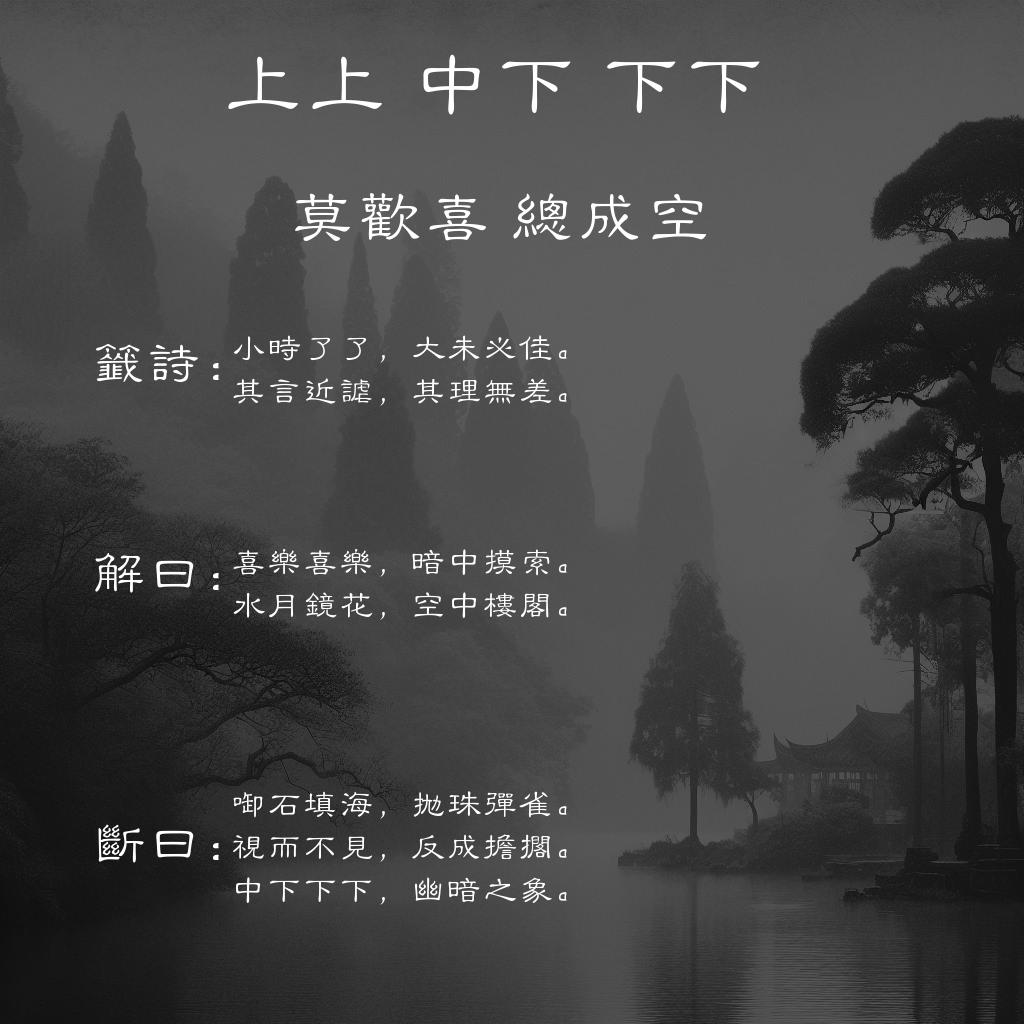 上上 中下 下下
莫歡喜 總成空
籤詩：小時了了，大未必佳。
其言近謔，其理無差。
解曰：喜樂喜樂，暗中摸索。
水月鏡花，空中樓閣。
啣石填海，拋珠彈雀。
斷曰：視而不見，反成擔擱。
中下下下，幽暗之象。